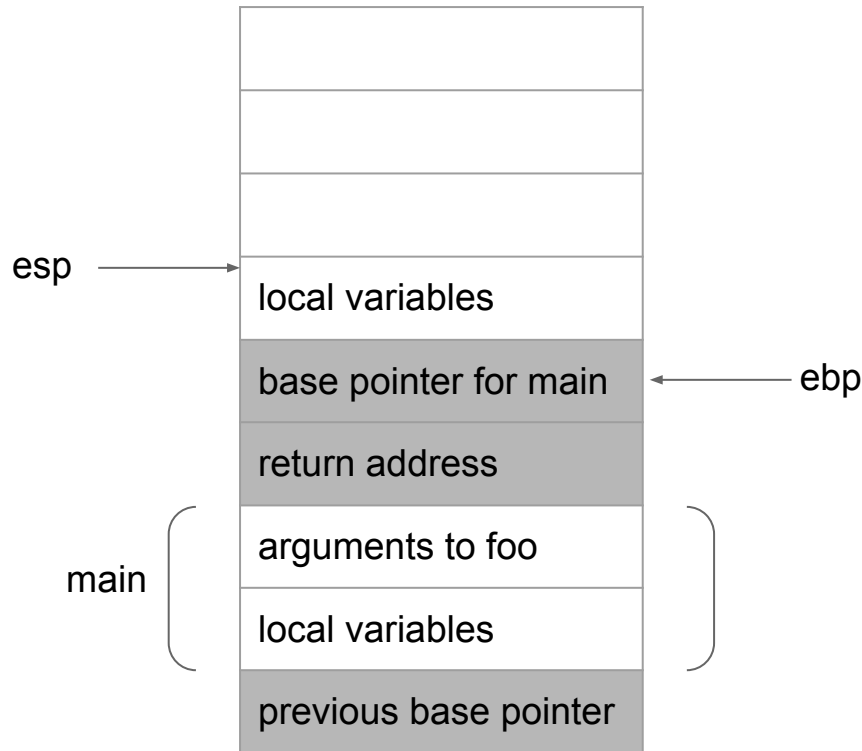 esp
local variables
base pointer for main
ebp
return address
arguments to foo
main
local variables
previous base pointer